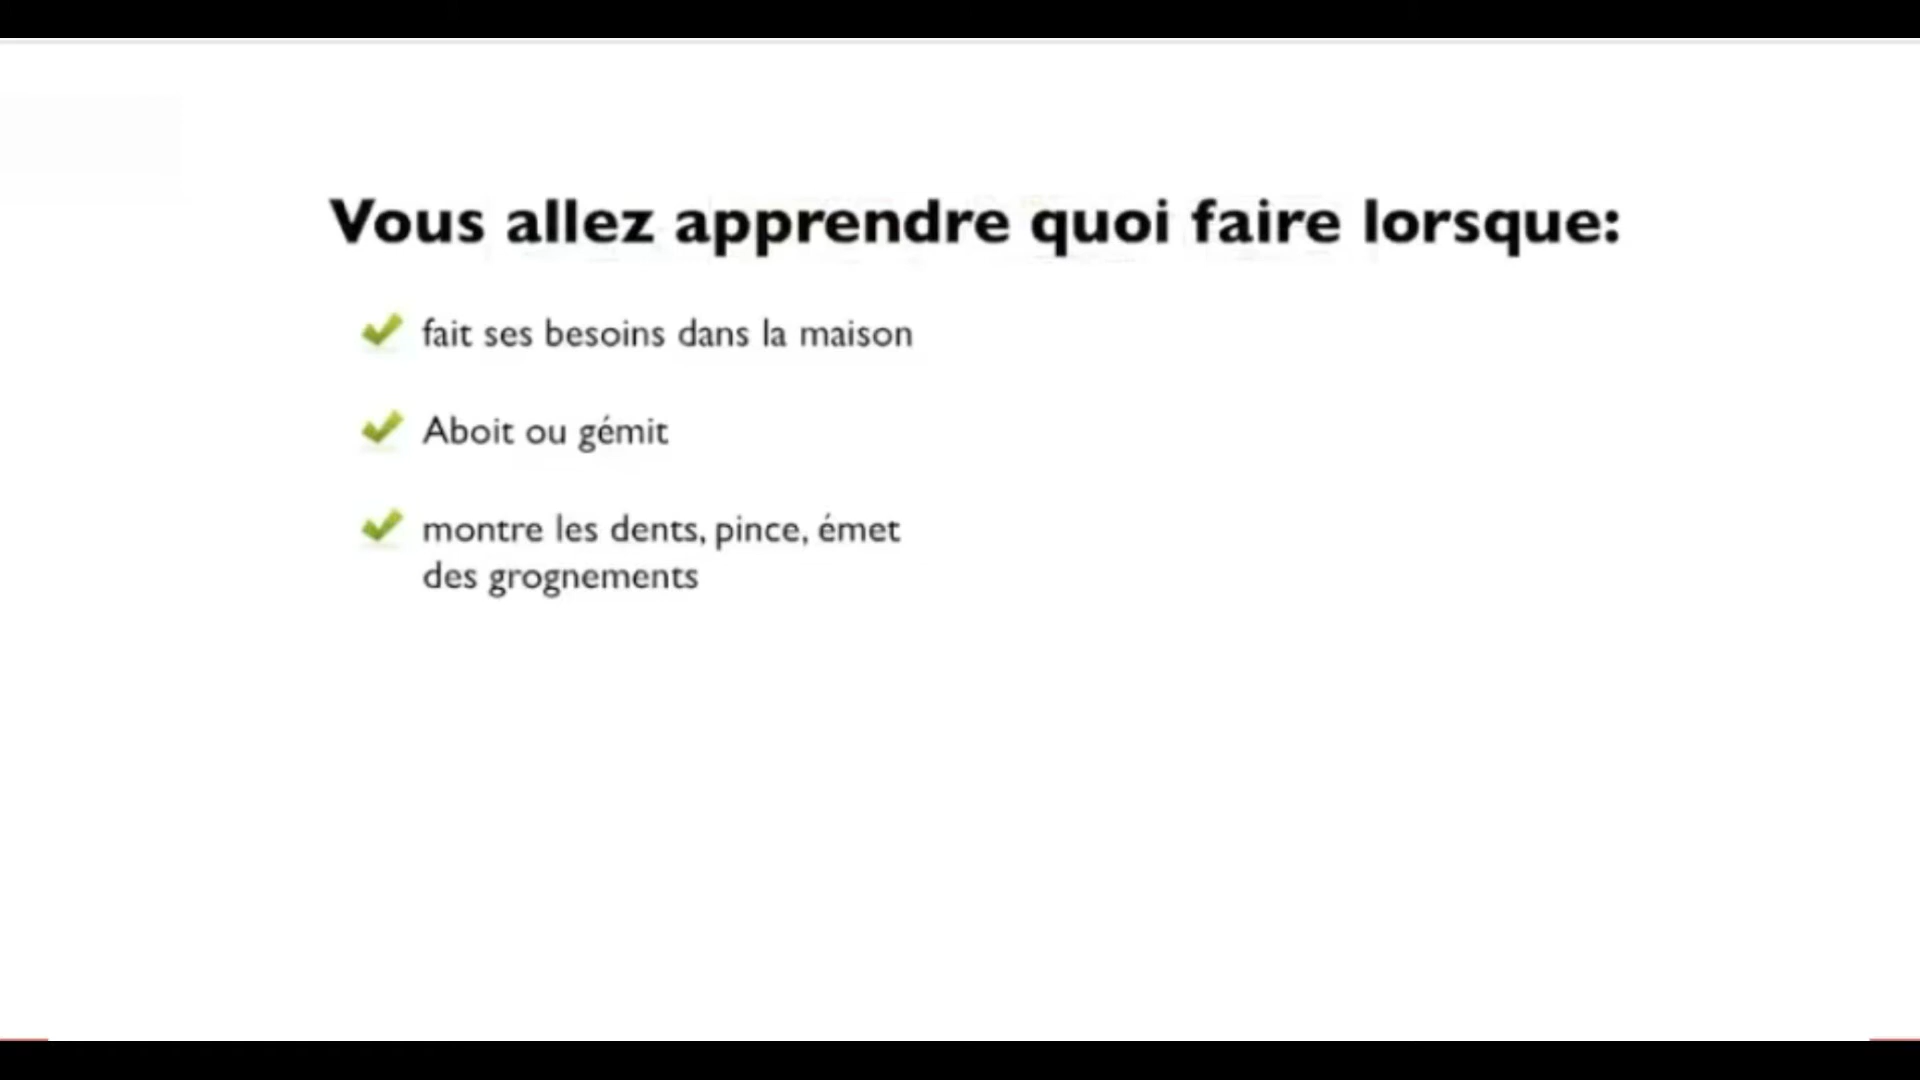 Vous allez apprendre quoi faire lorsque:
fait ses besoins dans la maison
Aboit ou gémit
montre les dents, pince, émet
des grognements